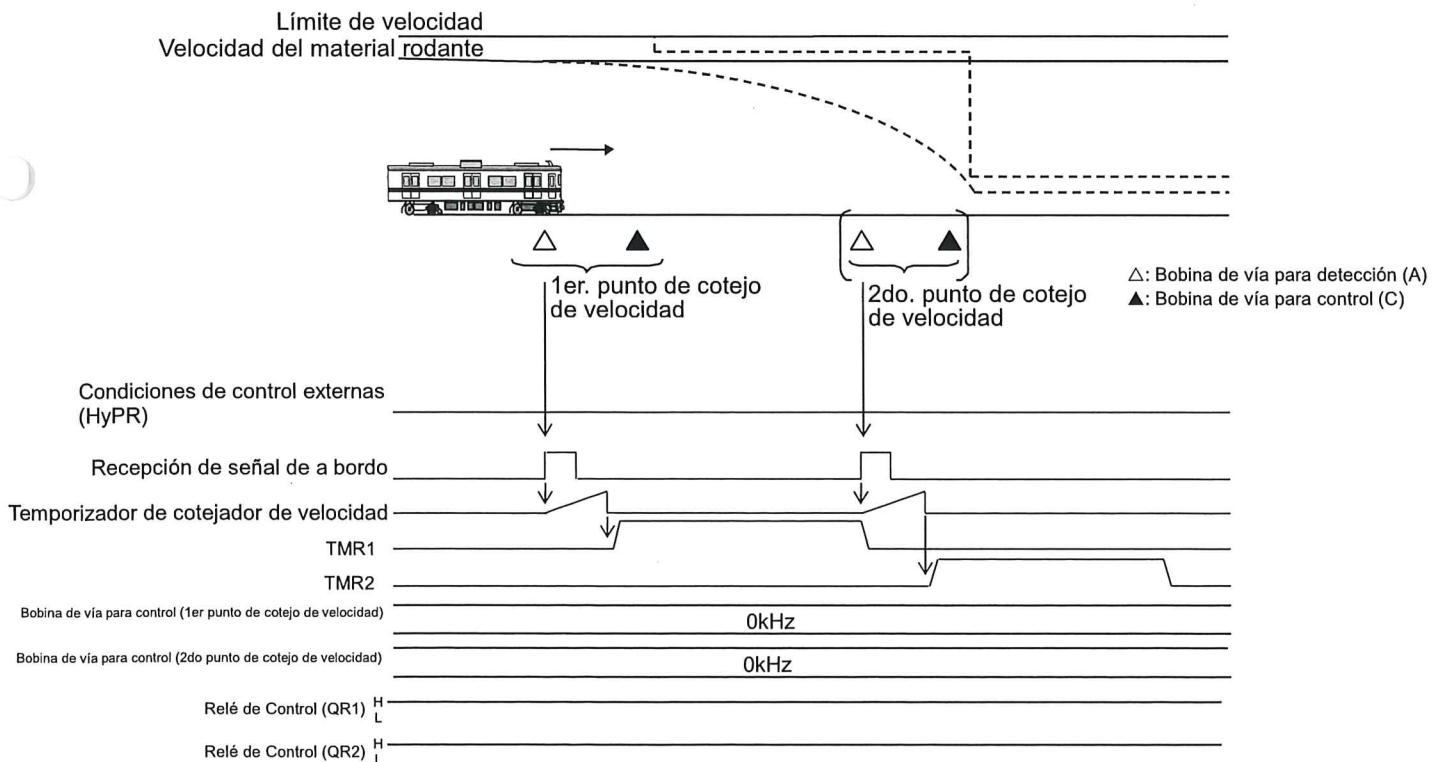 Límite de velocidad
Velocidad del material rodante
1er. punto de cotejo
de velocidad
2do. punto de cotejo
de velocidad
△: Bobina de vía para detección (A)
▲: Bobina de vía para control (C)
Condiciones de control externas
(HyPR)
Recepción de señal de a bordo
Temporizador de cotejador de velocidad
TMR1
TMR2
Bobina de vía para control (1er punto de cotejo de velocidad)
0kHz
Bobina de vía para control (2do punto de cotejo de velocidad)
0kHz
Relé de Control (QR1) H
L
Relé de Control (QR2) H
L